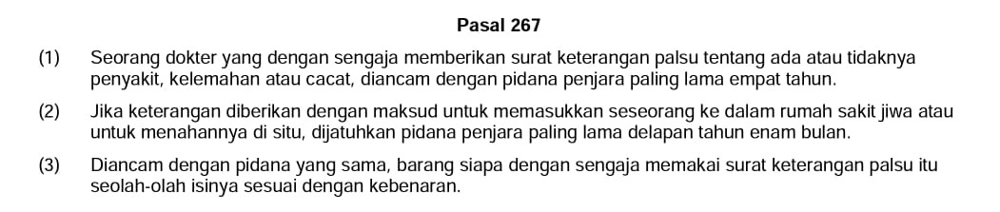 Pasal 267
(1) Seorang dokter yang dengan sengaja memberikan surat keterangan palsu tentang ada atau tidaknya
penyakit, kelemahan atau cacat, diancam dengan pidana penjara paling lama empat tahun.
(2) Jika keterangan diberikan dengan maksud untuk memasukkan seseorang ke dalam rumah sakit jiwa atau
untuk menahannya di situ, dijatuhkan pidana penjara paling lama delapan tahun enam bulan.
(3) Diancam dengan pidana yang sama, barang siapa dengan sengaja memakai surat keterangan palsu itu
seolah-olah isinya sesuai dengan kebenaran.